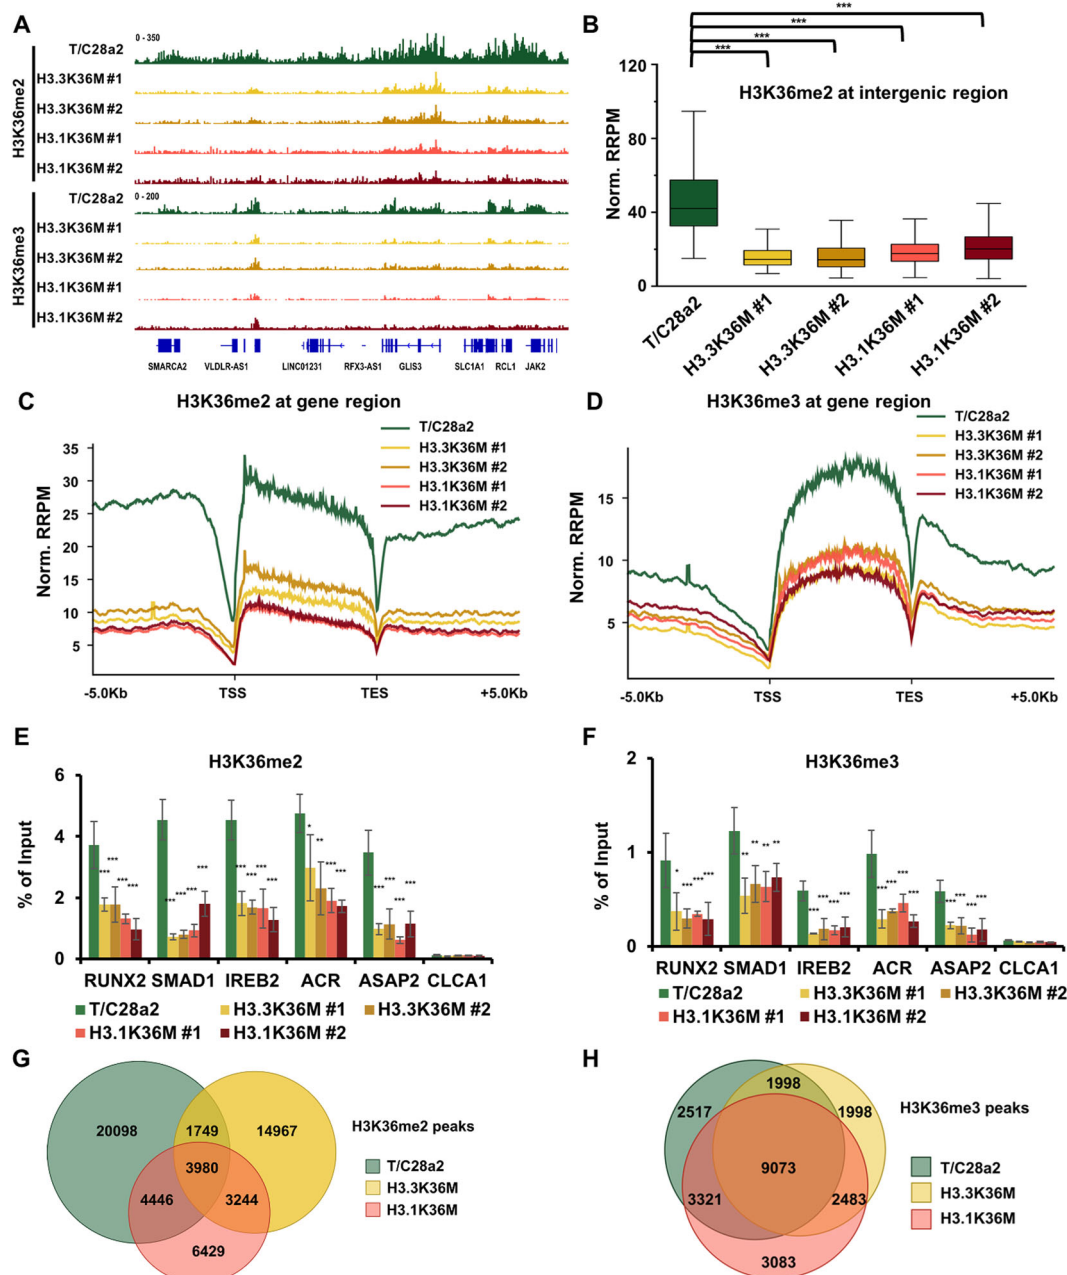 A
H3K36me2
T/C28a2
0 - 350
H3.3K36M #1
H3.3K36M #2
H3.1K36M #1
H3.1K36M #2
H3K36me3
T/C28a2
0 - 200
H3.3K36M #1
H3.3K36M #2
H3.1K36M #1
H3.1K36M #2
SMARCA2 VLDLR-AS1 LINC01231 RFX3-AS1 GLIS3 SLC1A1 RCL1 JAK2
B
***
***
***
***
H3K36me2 at intergenic region
Norm. RRPM
120
80
40
0
T/C28a2 H3.3K36M #1 H3.3K36M #2 H3.1K36M #1 H3.1K36M #2
C
H3K36me2 at gene region
T/C28a2
H3.3K36M #1
H3.3K36M #2
H3.1K36M #1
H3.1K36M #2
Norm. RRPM
35
30
25
20
15
10
5
-5.0Kb TSS TES +5.0Kb
D
H3K36me3 at gene region
T/C28a2
H3.3K36M #1
H3.3K36M #2
H3.1K36M #1
H3.1K36M #2
Norm. RRPM
15
10
5
-5.0Kb TSS TES +5.0Kb
E
H3K36me2
% of Input
6
4
2
0
*** *** *** ***
*** *** *** ***
*** *** *** ***
* ** *** ***
*** *** *** ***
RUNX2 SMAD1 IREB2 ACR ASAP2 CLCA1
T/C28a2 H3.3K36M #1 H3.3K36M #2
H3.1K36M #1 H3.1K36M #2
F
H3K36me3
% of Input
2
1
0
* *** *** ***
** ** ** **
*** *** *** ***
*** *** *** ***
*** *** *** ***
RUNX2 SMAD1 IREB2 ACR ASAP2 CLCA1
T/C28a2 H3.3K36M #1 H3.3K36M #2
H3.1K36M #1 H3.1K36M #2
G
20098 1749 14967
3980
4446 3244
6429
H3K36me2 peaks
T/C28a2
H3.3K36M
H3.1K36M
H
1998
2517 1998
9073
3321 2483
3083
H3K36me3 peaks
T/C28a2
H3.3K36M
H3.1K36M